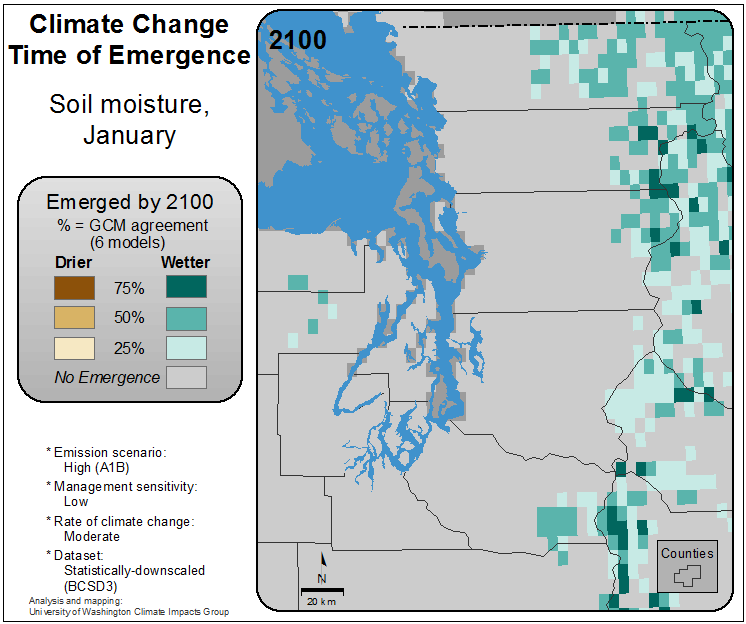 Climate Change
Time of Emergence
Soil moisture,
January
Emerged by 2100
% = GCM agreement
(6 models)
Drier Wetter
75%
50%
25%
No Emergence
* Emission scenario:
High (A1B)
* Management sensitivity:
Low
* Rate of climate change:
Moderate
* Dataset:
Statistically-downscaled
(BCSD3)
Analysis and mapping:
University of Washington Climate Impacts Group
2100
N
20 km
Counties